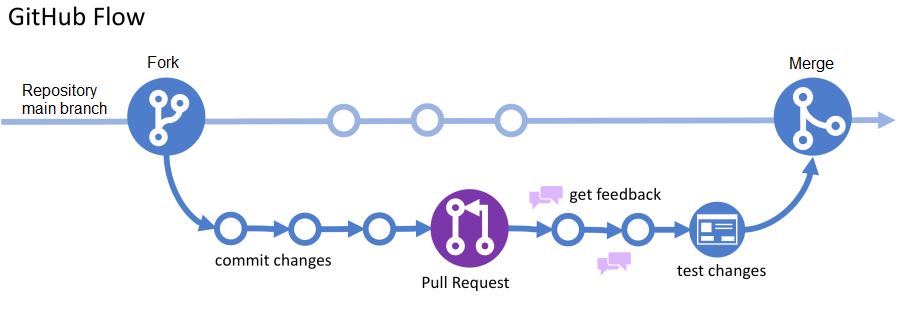 GitHub Flow
Fork
Merge
Repository
main branch
get feedback
commit changes
Pull Request
test changes